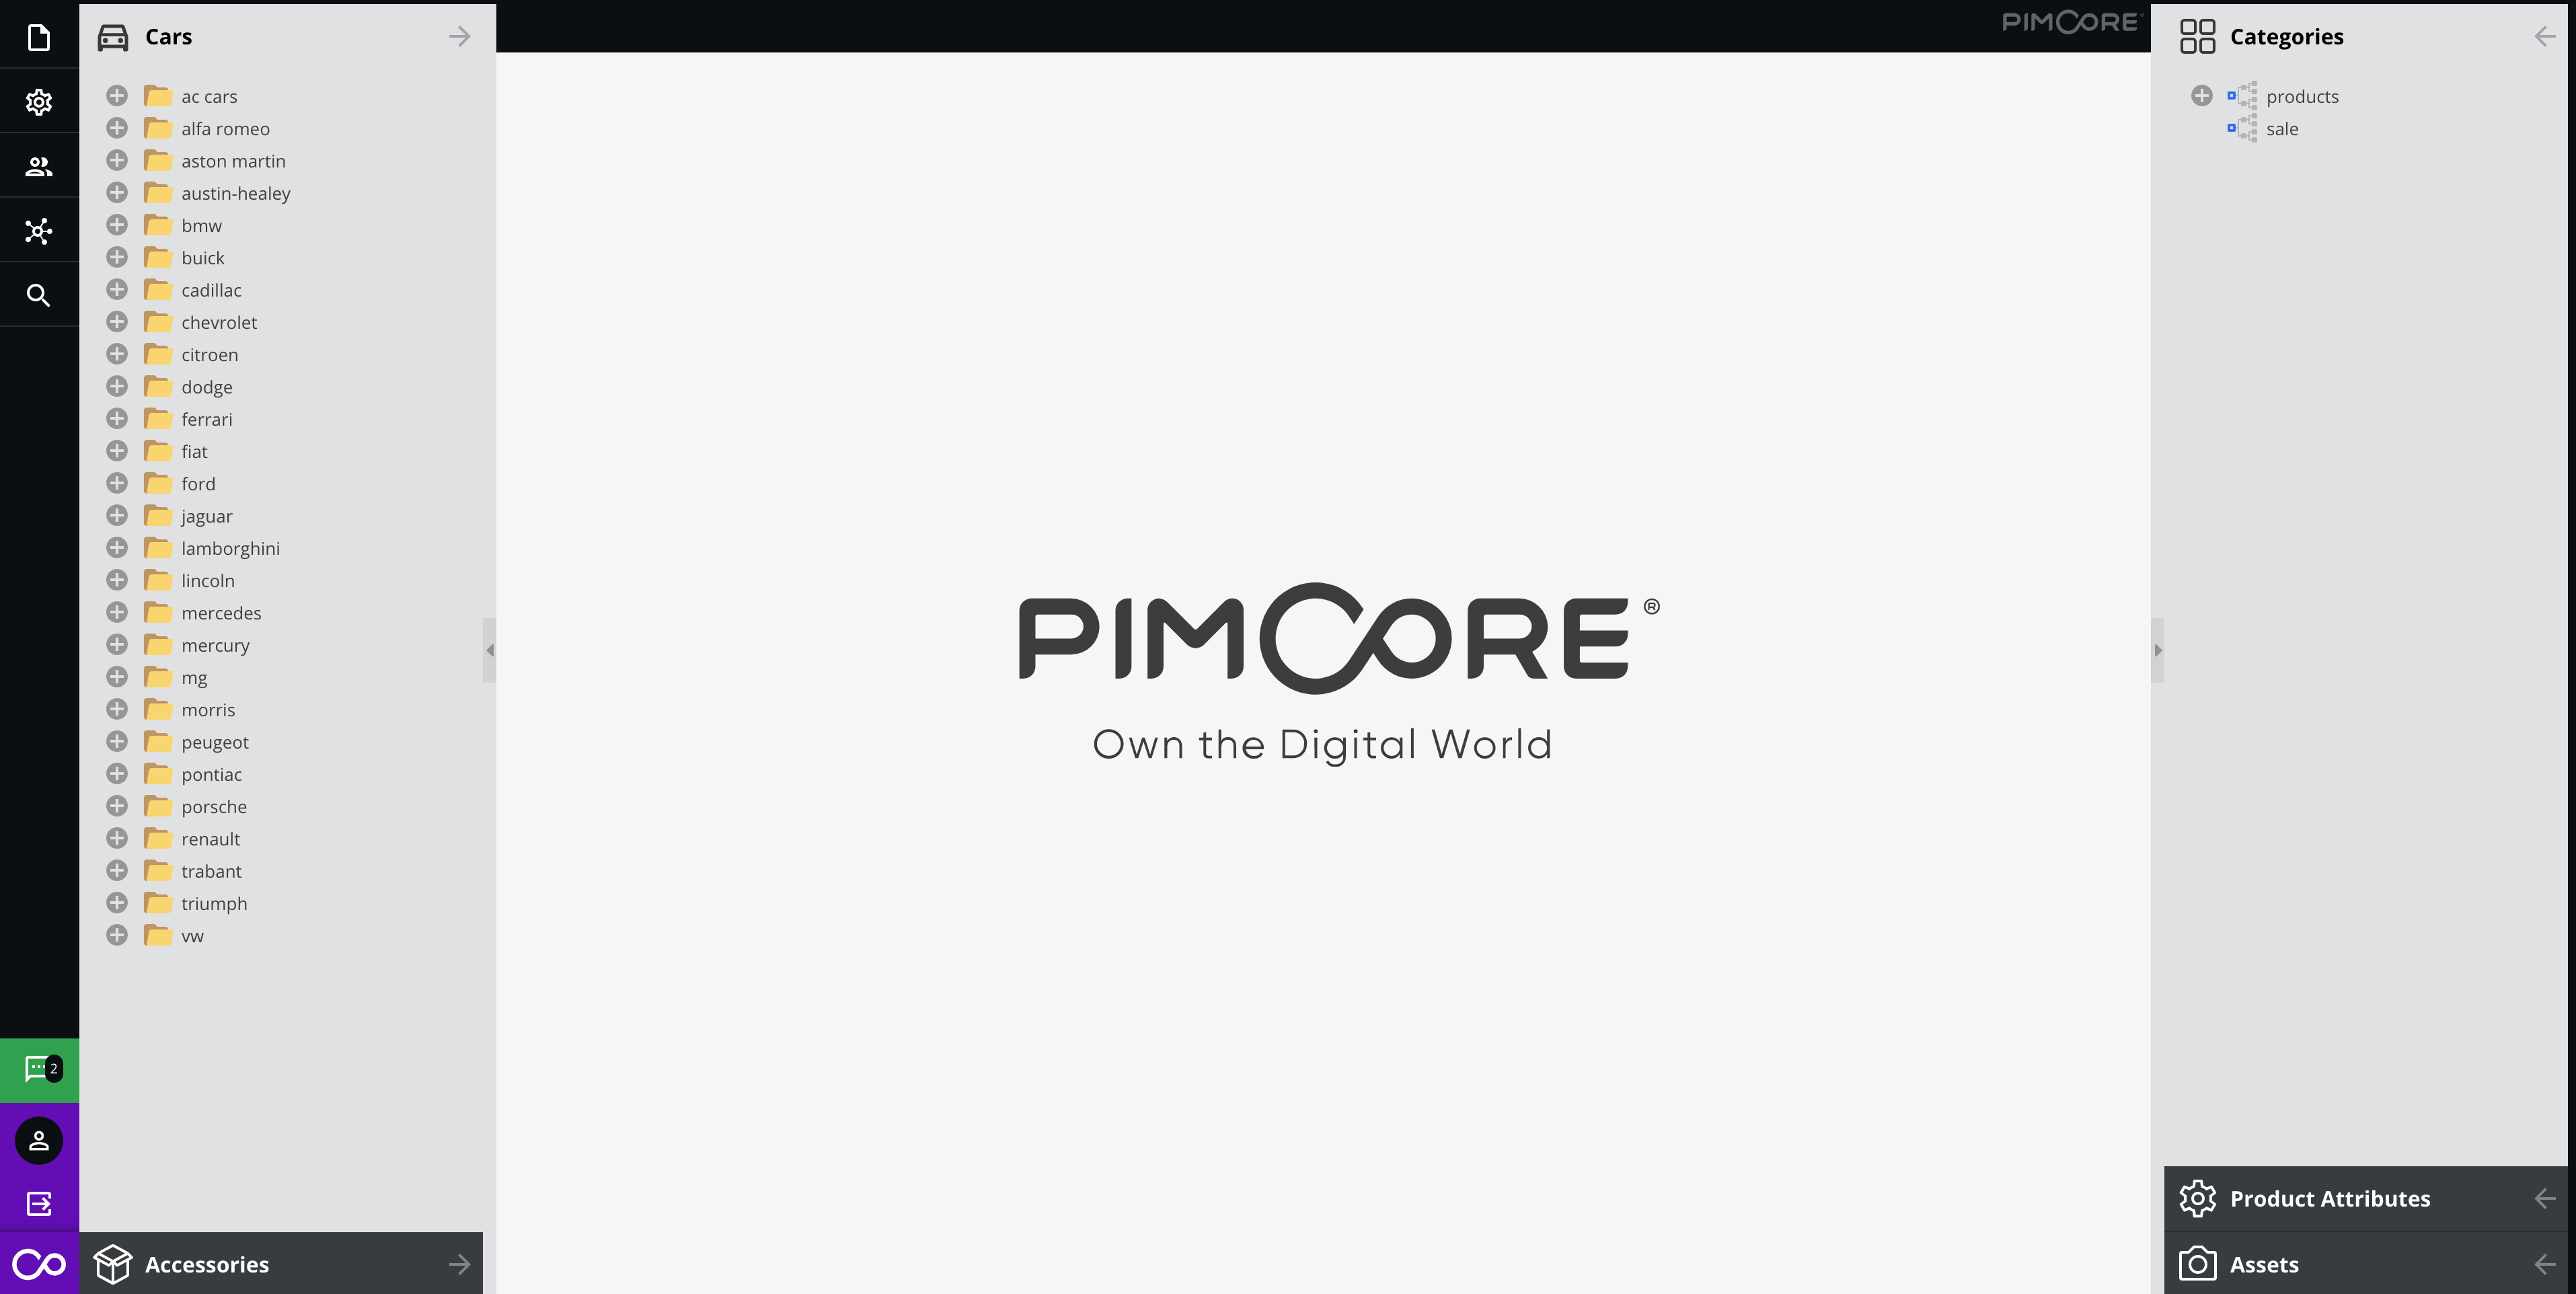 Cars
ac cars
alfa romeo
aston martin
austin-healey
bmw
buick
cadillac
chevrolet
citroen
dodge
ferrari
fiat
ford
jaguar
lamborghini
lincoln
mercedes
mercury
mg
morris
peugeot
pontiac
porsche
renault
trabant
triumph
vw
2
Accessories
PIMCORE
PIMCORE®
Own the Digital World
Categories
products
sale
Product Attributes
Assets